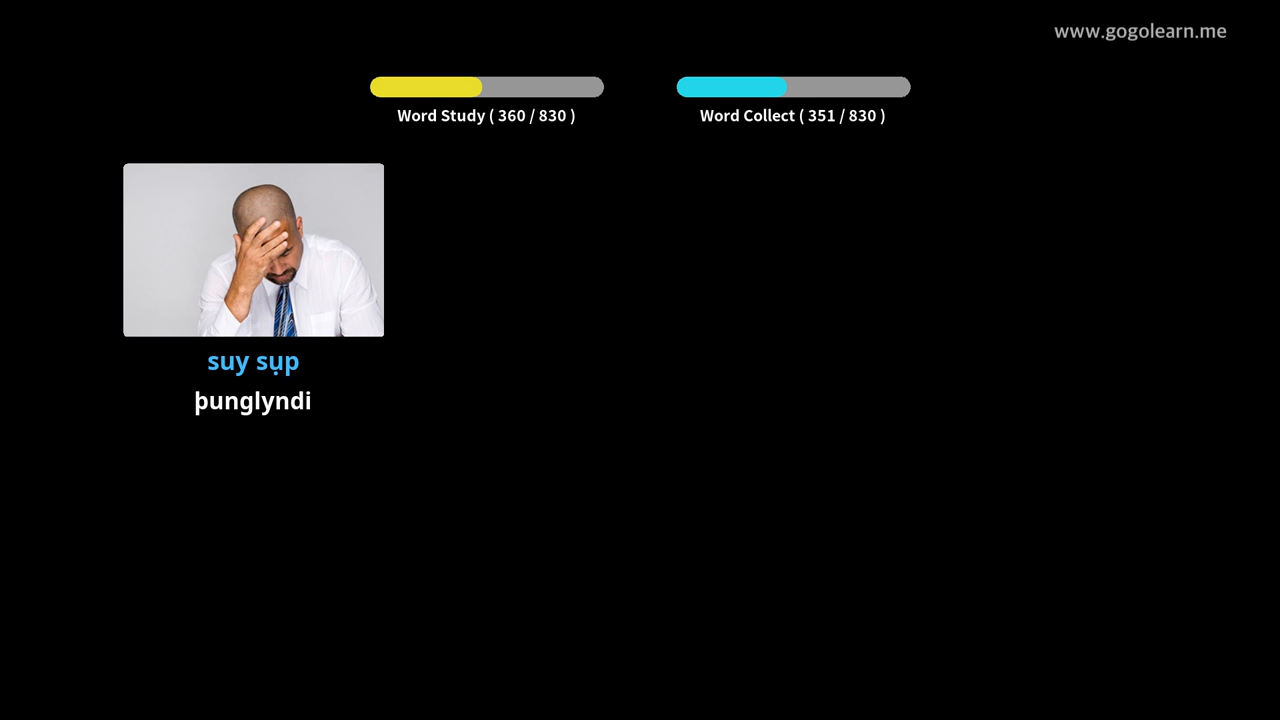 www.gogolearn.me
Word Study ( 360 / 830 )
Word Collect ( 351 / 830 )
suy sụp
þunglyndi